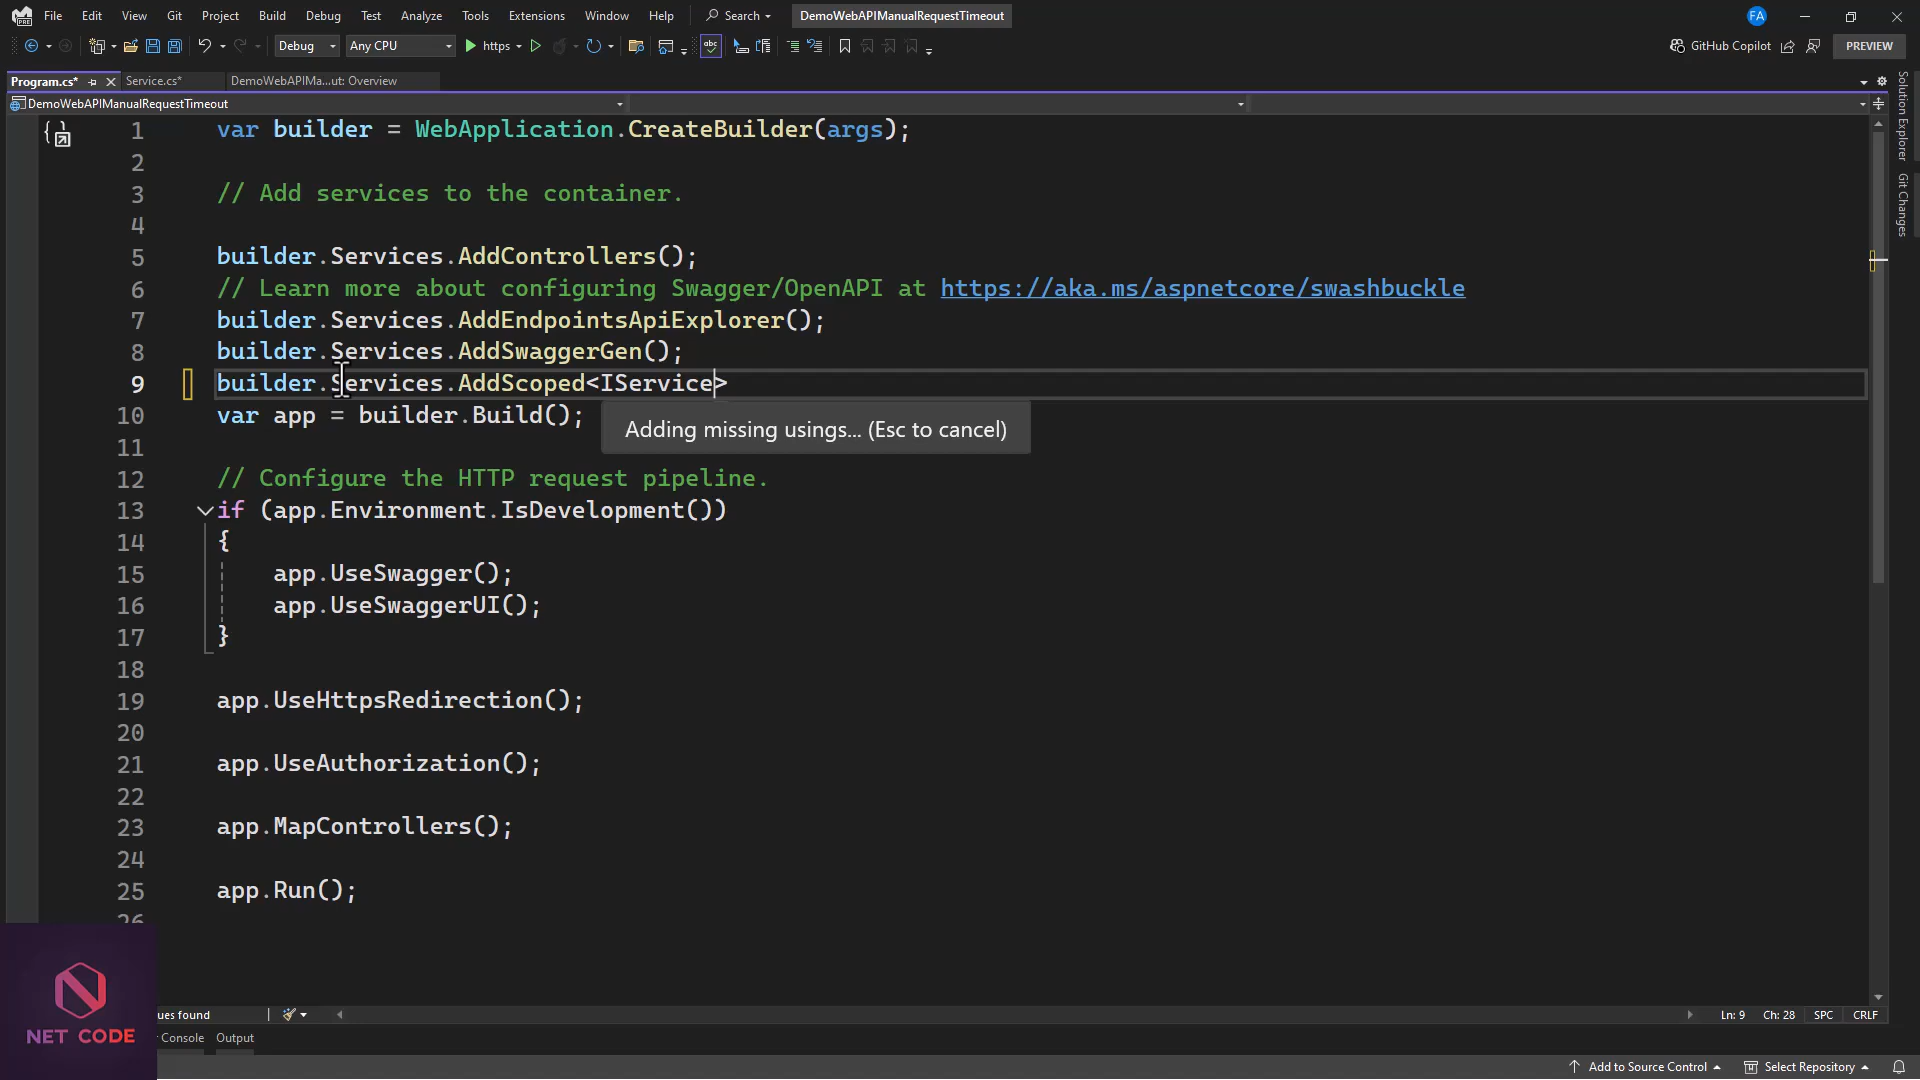 File Edit View Git Project Build Debug Test Analyze Tools Extensions Window Help Search DemoWebAPIManualRequestTimeout FA
Debug Any CPU https GitHub Copilot PREVIEW
Program.cs* Service.cs* DemoWebAPIMa...ut: Overview
DemoWebAPIManualRequestTimeout
1 var builder = WebApplication.CreateBuilder(args);
2
3 // Add services to the container.
4
5 builder.Services.AddControllers();
6 // Learn more about configuring Swagger/OpenAPI at https://aka.ms/aspnetcore/swashbuckle
7 builder.Services.AddEndpointsApiExplorer();
8 builder.Services.AddSwaggerGen();
9 builder.Services.AddScoped<IService>
10 var app = builder.Build();
Adding missing usings... (Esc to cancel)
11
12 // Configure the HTTP request pipeline.
13 if (app.Environment.IsDevelopment())
14 {
15 app.UseSwagger();
16 app.UseSwaggerUI();
17 }
18
19 app.UseHttpsRedirection();
20
21 app.UseAuthorization();
22
23 app.MapControllers();
24
25 app.Run();
26
Solution Explorer
Git Changes
ues found Ln: 9 Ch: 28 SPC CRLF
Console Output
NET CODE
Add to Source Control Select Repository